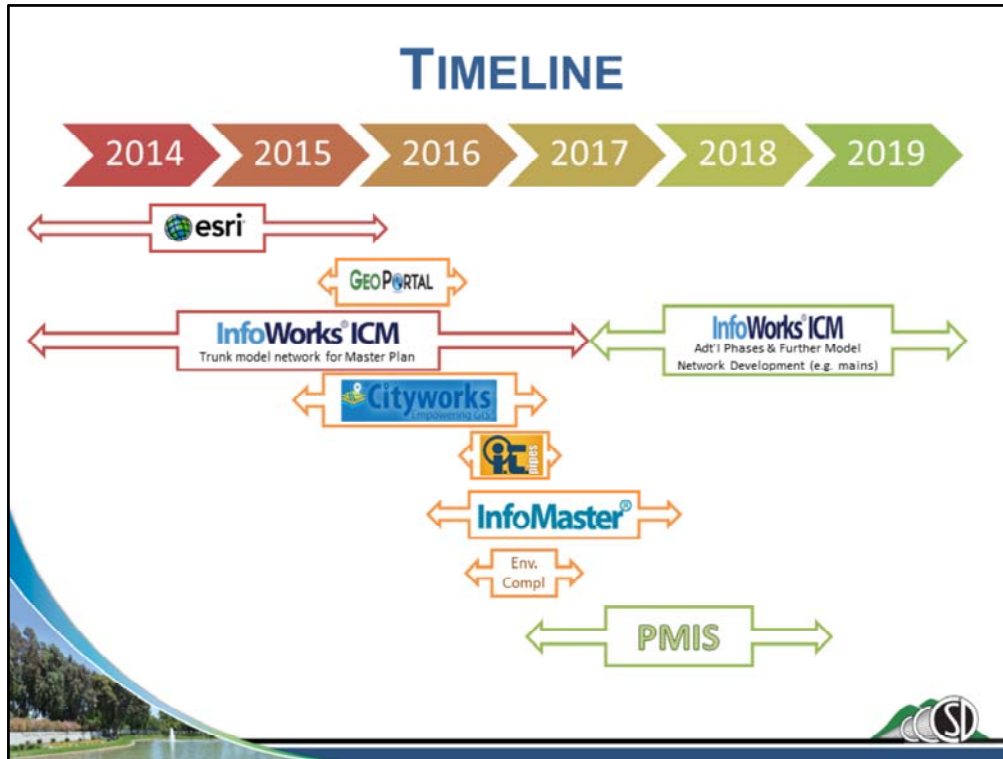 TIMELINE
2014 2015 2016 2017 2018 2019
esri
GEOPORTAL
InfoWorks® ICM
Trunk model network for Master Plan
InfoWorks® ICM
Adt'l Phases & Further Model
Network Development (e.g. mains)
Cityworks
Empowering GIS
it pipes
InfoMaster®
Env.
Compl
PMIS
CCCSD